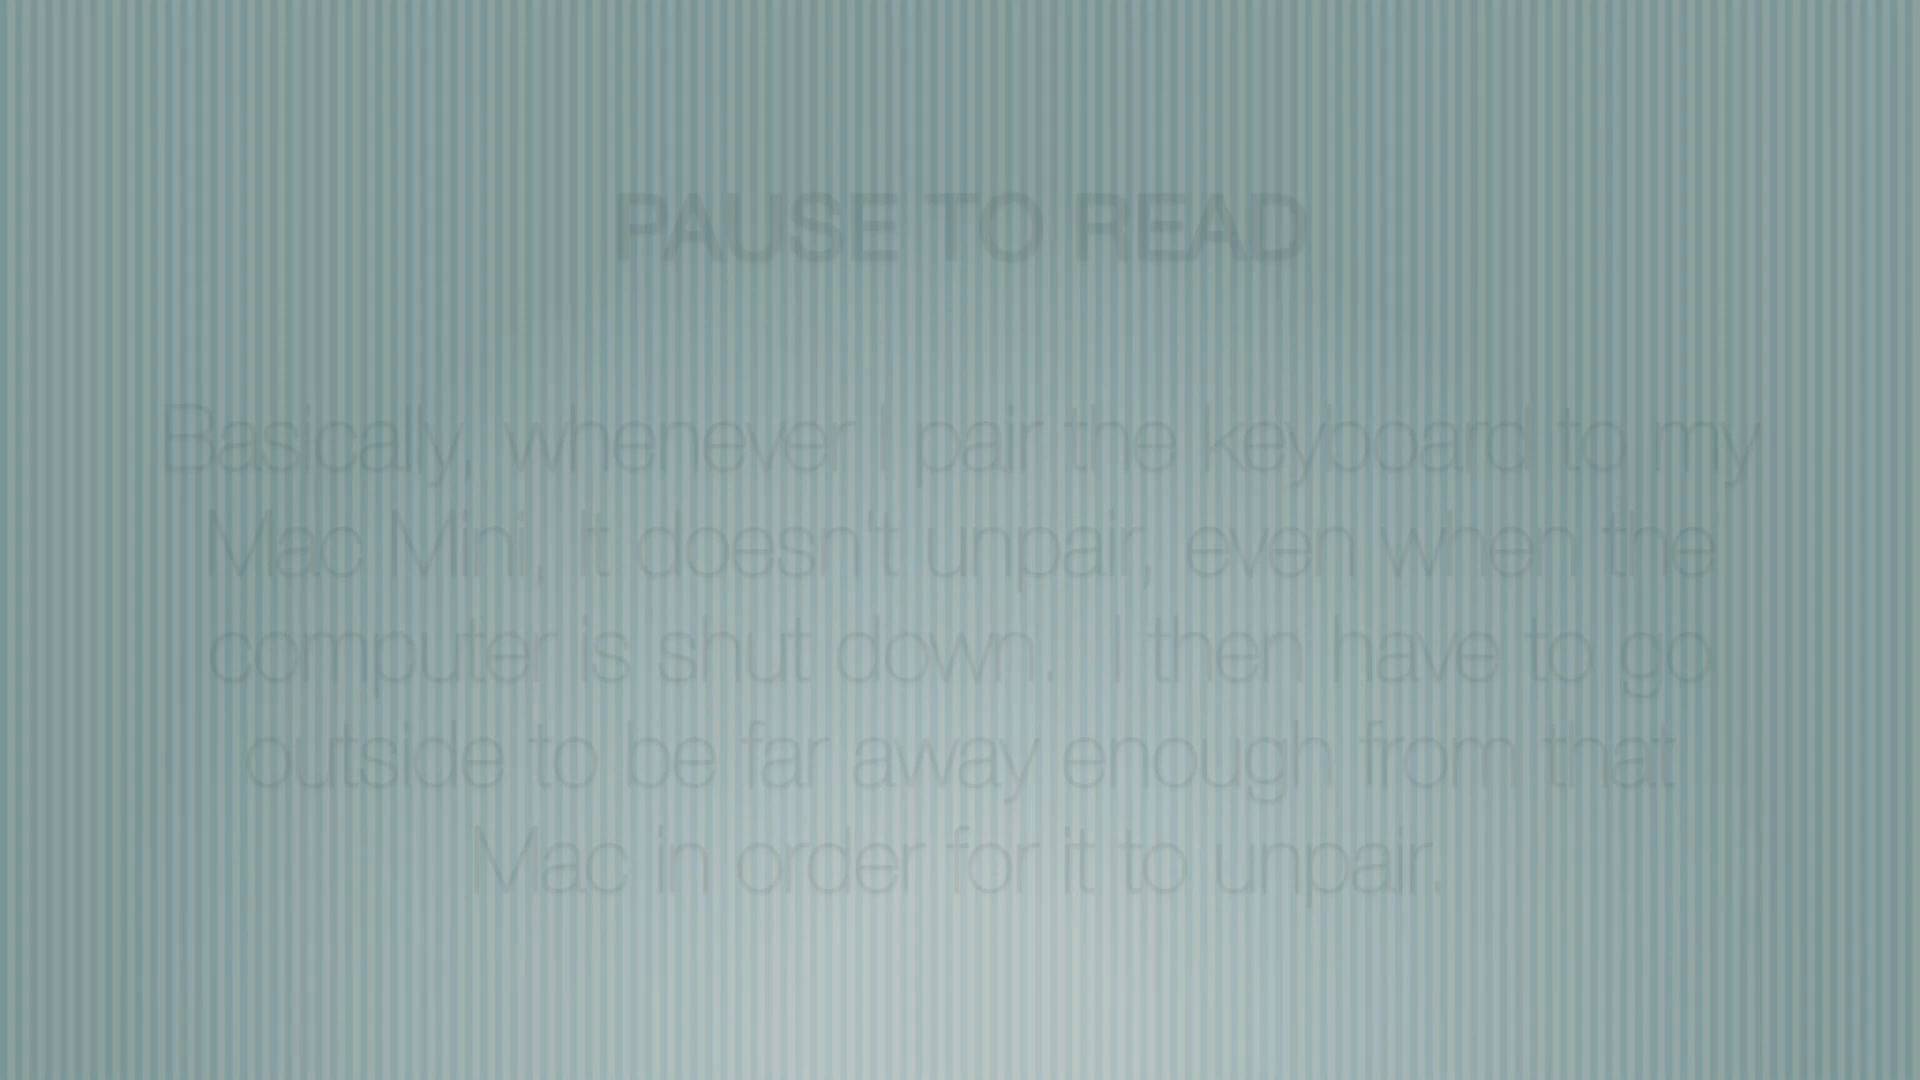 PAUSE TO READ
Basically, whenever I pair the keyboard to my
Mac Mini, it doesn't unpair, even when the
computer is shut down. I then have to go
outside to be far away enough from that
Mac in order for it to unpair.